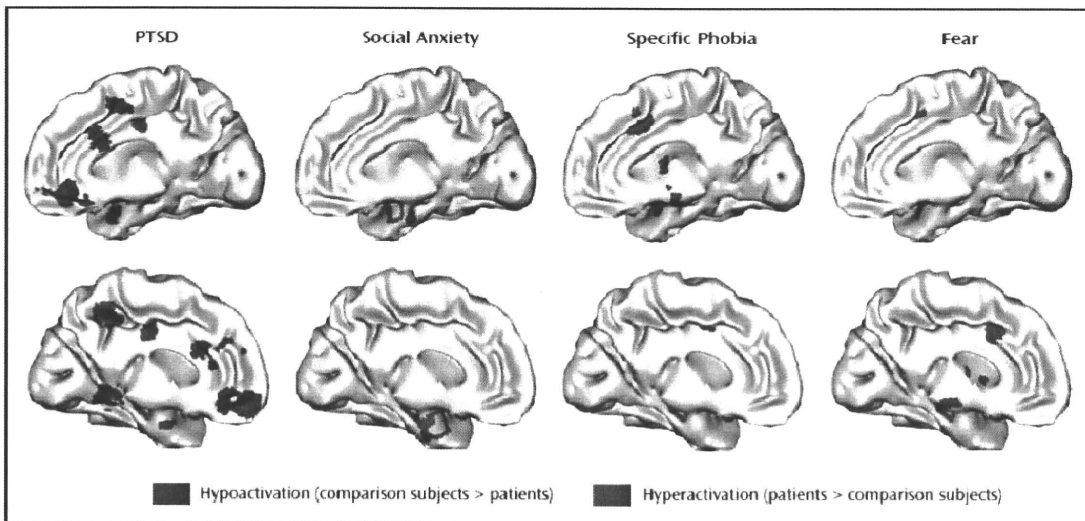 PTSD Social Anxiety Specific Phobia Fear
Hypoactivation (comparison subjects > patients) Hyperactivation (patients > comparison subjects)